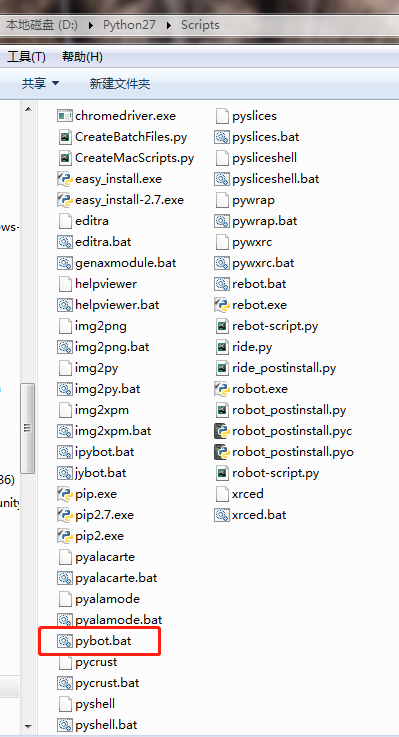 本地磁盘 (D:) Python27 Scripts
工具(T) 帮助(H)
共享 新建文件夹
chromedriver.exe
CreateBatchFiles.py
CreateMacScripts.py
easy_install.exe
easy_install-2.7.exe
editra
editra.bat
genaxmodule.bat
helpviewer
helpviewer.bat
img2png
img2png.bat
img2py
img2py.bat
img2xpm
img2xpm.bat
ipybot.bat
jybot.bat
pip.exe
pip2.7.exe
pip2.exe
pyalacarte
pyalacarte.bat
pyalamode
pyalamode.bat
pybot.bat
pycrust
pycrust.bat
pyshell
pyshell.bat
pyslices
pyslices.bat
pysliceshell
pysliceshell.bat
pywrap
pywrap.bat
pywxrc
pywxrc.bat
rebot.bat
rebot.exe
rebot-script.py
ride.py
ride_postinstall.py
robot.exe
robot_postinstall.py
robot_postinstall.pyc
robot_postinstall.pyo
robot-script.py
xrced
xrced.bat
ows-
36)
unity